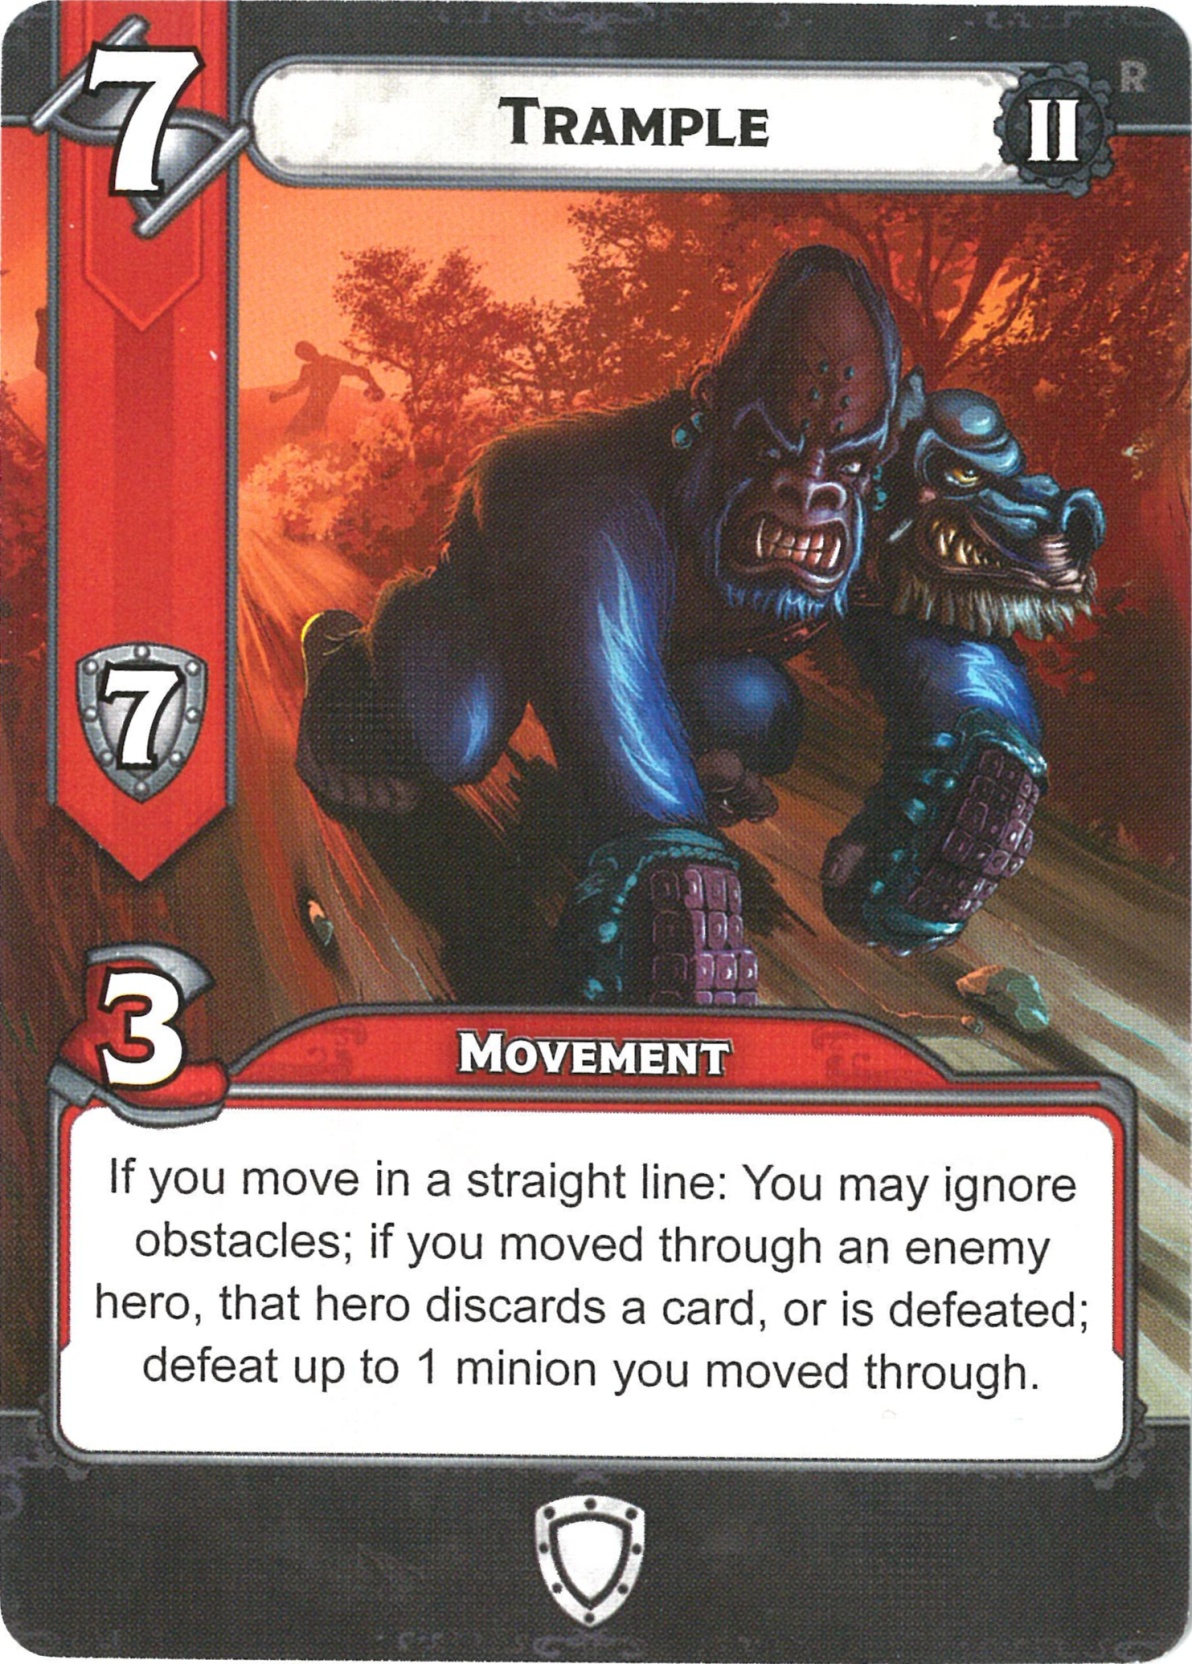 7
TRAMPLE
II
R
7
3
MOVEMENT
If you move in a straight line: You may ignore
obstacles; if you moved through an enemy
hero, that hero discards a card, or is defeated;
defeat up to 1 minion you moved through.